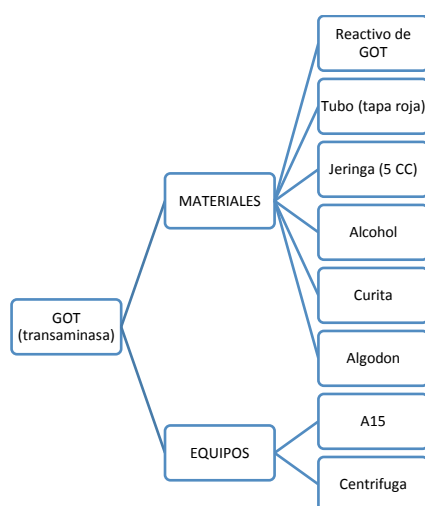 Reactivo de
GOT
Tubo (tapa roja)
Jeringa (5 CC)
MATERIALES
Alcohol
Curita
GOT
(transaminasa)
Algodon
A15
EQUIPOS
Centrifuga